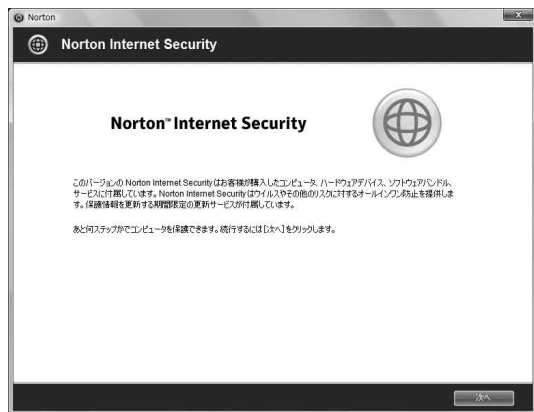 Norton
Norton Internet Security
Norton™ Internet Security
このバージョンの Norton Internet Security はお客様が購入したコンピュータ、ハードウェアデバイス、ソフトウェアバンドル、
サービスに付属しています。Norton Internet Security はウイルスやその他のリスクに対するオールインワン防止を提供しま
す。保護情報を更新する期間限定の更新サービスが付属しています。
あと何ステップかでコンピュータを保護できます。続行するには [次へ] をクリックします。
次へ